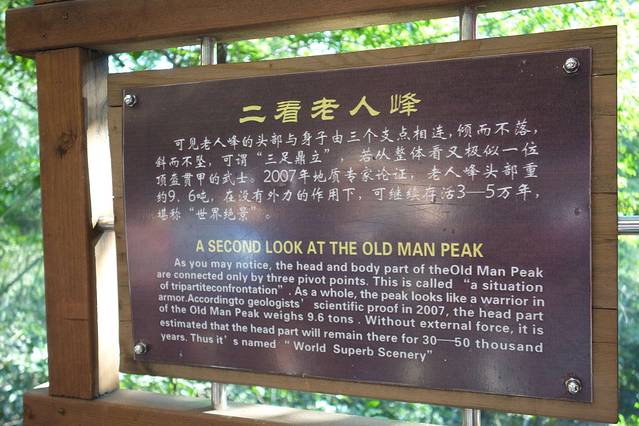 二看老人峰
可见老人峰的头部与身子由三个支点相连,倾而不落,
斜而不坠,可谓“三足鼎立”,若从整体看又极似一位
顶盔贯甲的武士。2007年地质专家论证,老人峰头部重
约9.6吨,在没有外力的作用下,可继续存活3—5万年,
堪称“世界绝景”。
A SECOND LOOK AT THE OLD MAN PEAK
As you may notice, the head and body part of theOld Man Peak
are connected only by three pivot points. This is called “a situation
of tripartiteconfrontation”. As a whole, the peak looks like a warrior in
armor.Accordingto geologists’ scientific proof in 2007, the head part
of the Old Man Peak weighs 9.6 tons . Without external force, it is
estimated that the head part will remain there for 30—50 thousand
years. Thus it’s named “World Superb Scenery”